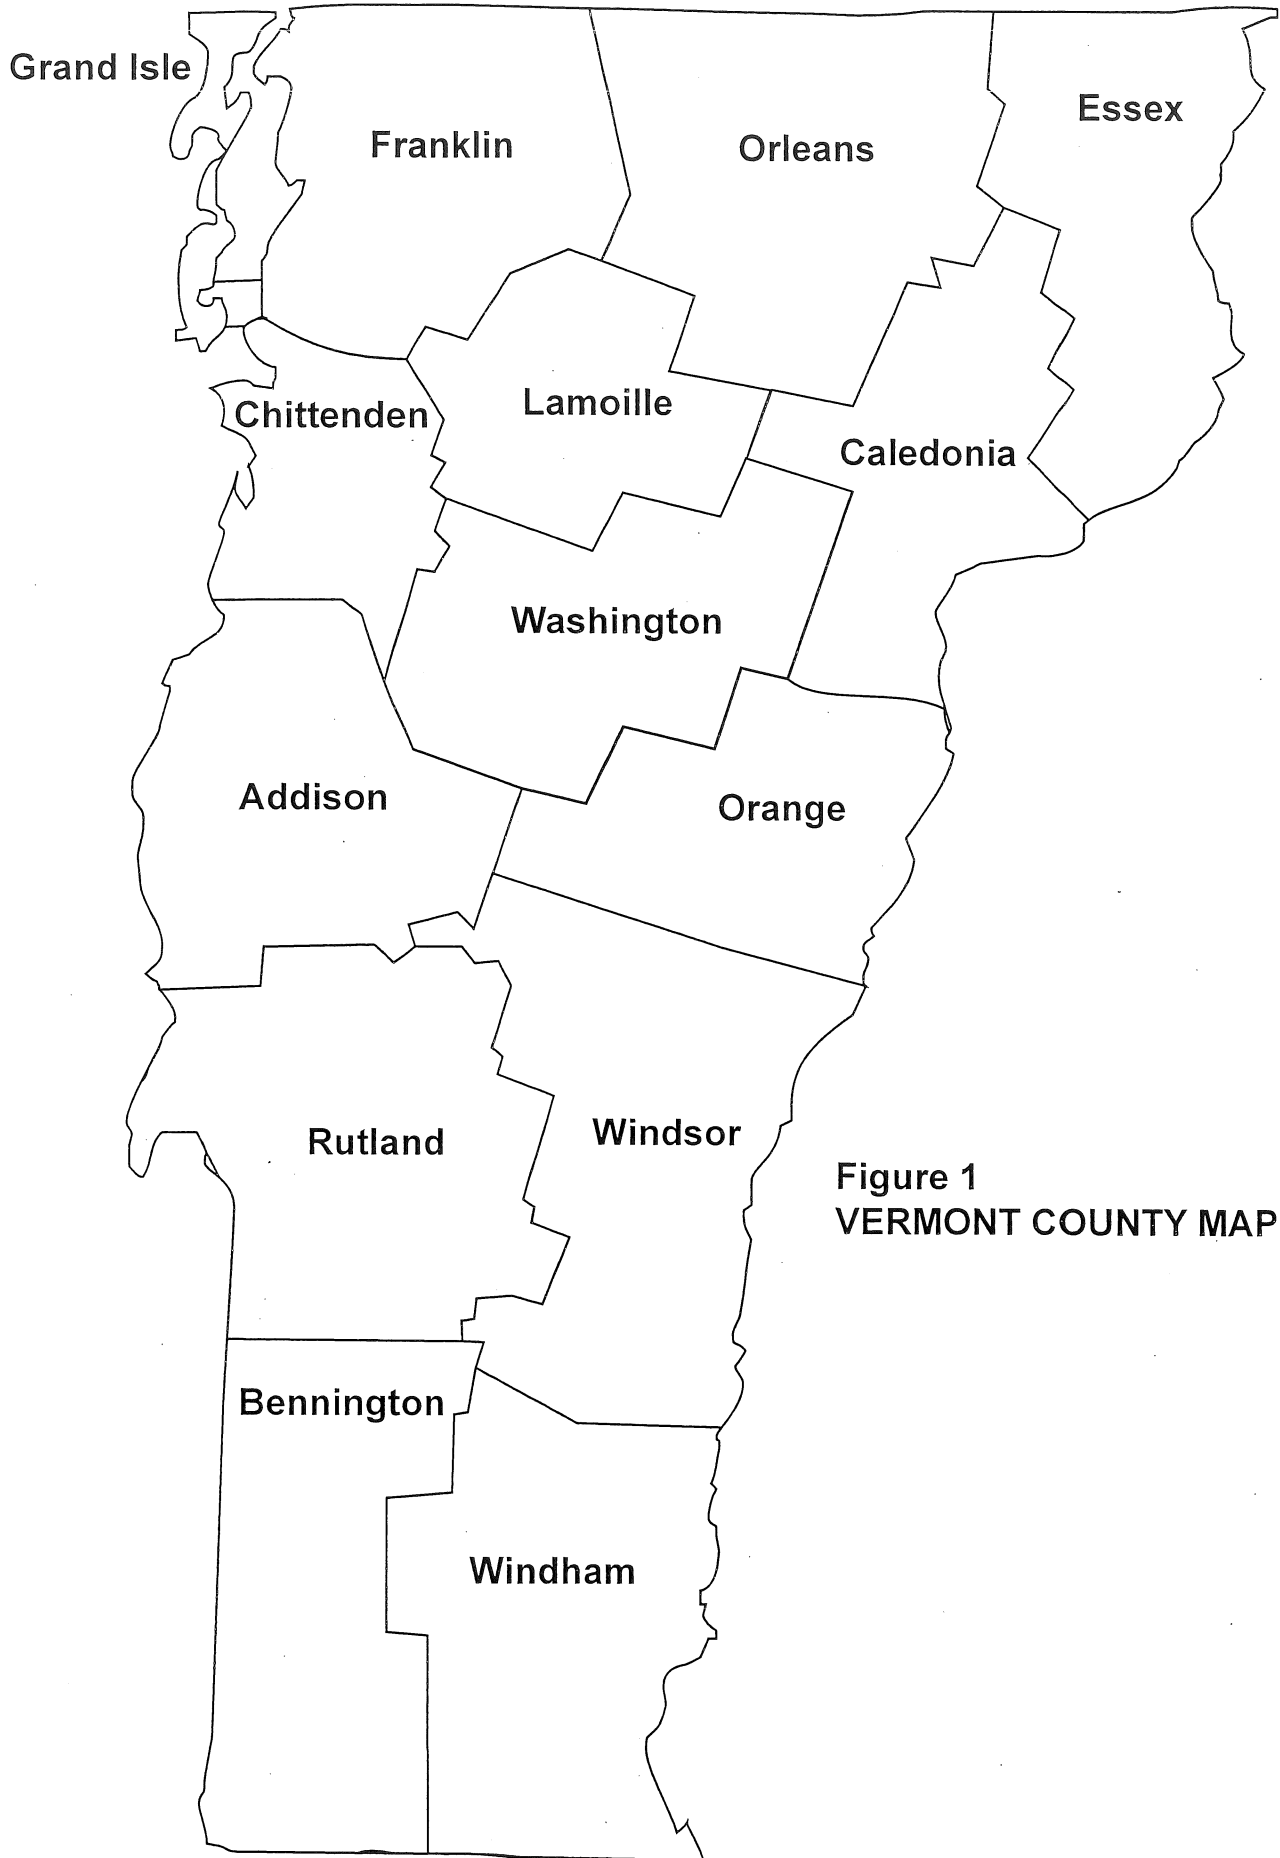 Grand Isle
Franklin
Orleans
Essex
Chittenden
Lamoille
Caledonia
Washington
Addison
Orange
Rutland
Windsor
Figure 1
VERMONT COUNTY MAP
Bennington
Windham